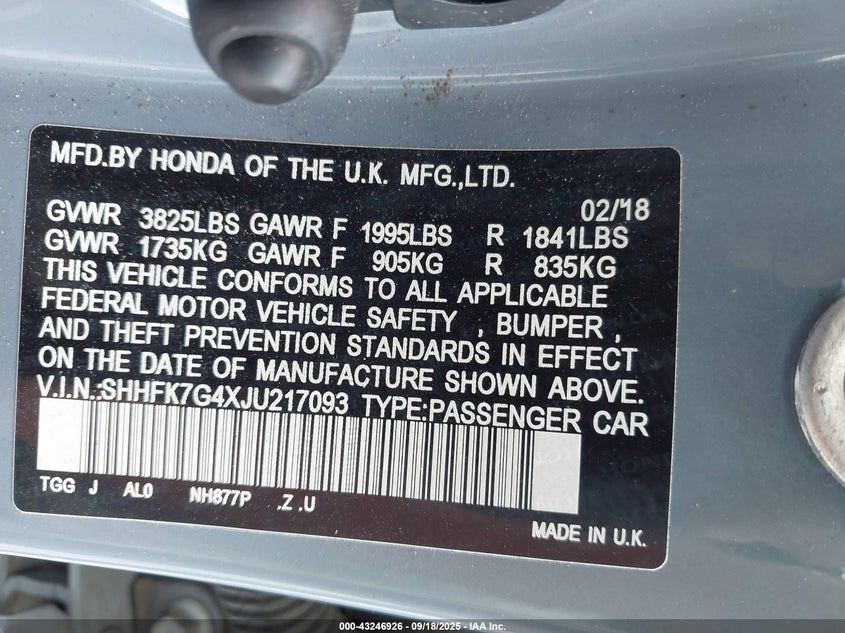 MFD.BY HONDA OF THE U.K. MFG.,LTD.
02/18
GVWR 3825LBS GAWR F 1995LBS R 1841LBS
GVWR 1735KG GAWR F 905KG R 835KG
THIS VEHICLE CONFORMS TO ALL APPLICABLE
FEDERAL MOTOR VEHICLE SAFETY , BUMPER ,
AND THEFT PREVENTION STANDARDS IN EFFECT
ON THE DATE OF MANUFACTURE SHOWN ABOVE.
V.I.N.:SHHFK7G4XJU217093 TYPE:PASSENGER CAR
TGG J AL0 NH877P .Z .U
MADE IN U.K.
000-43246926 - 09/18/2025 - IAA Inc.